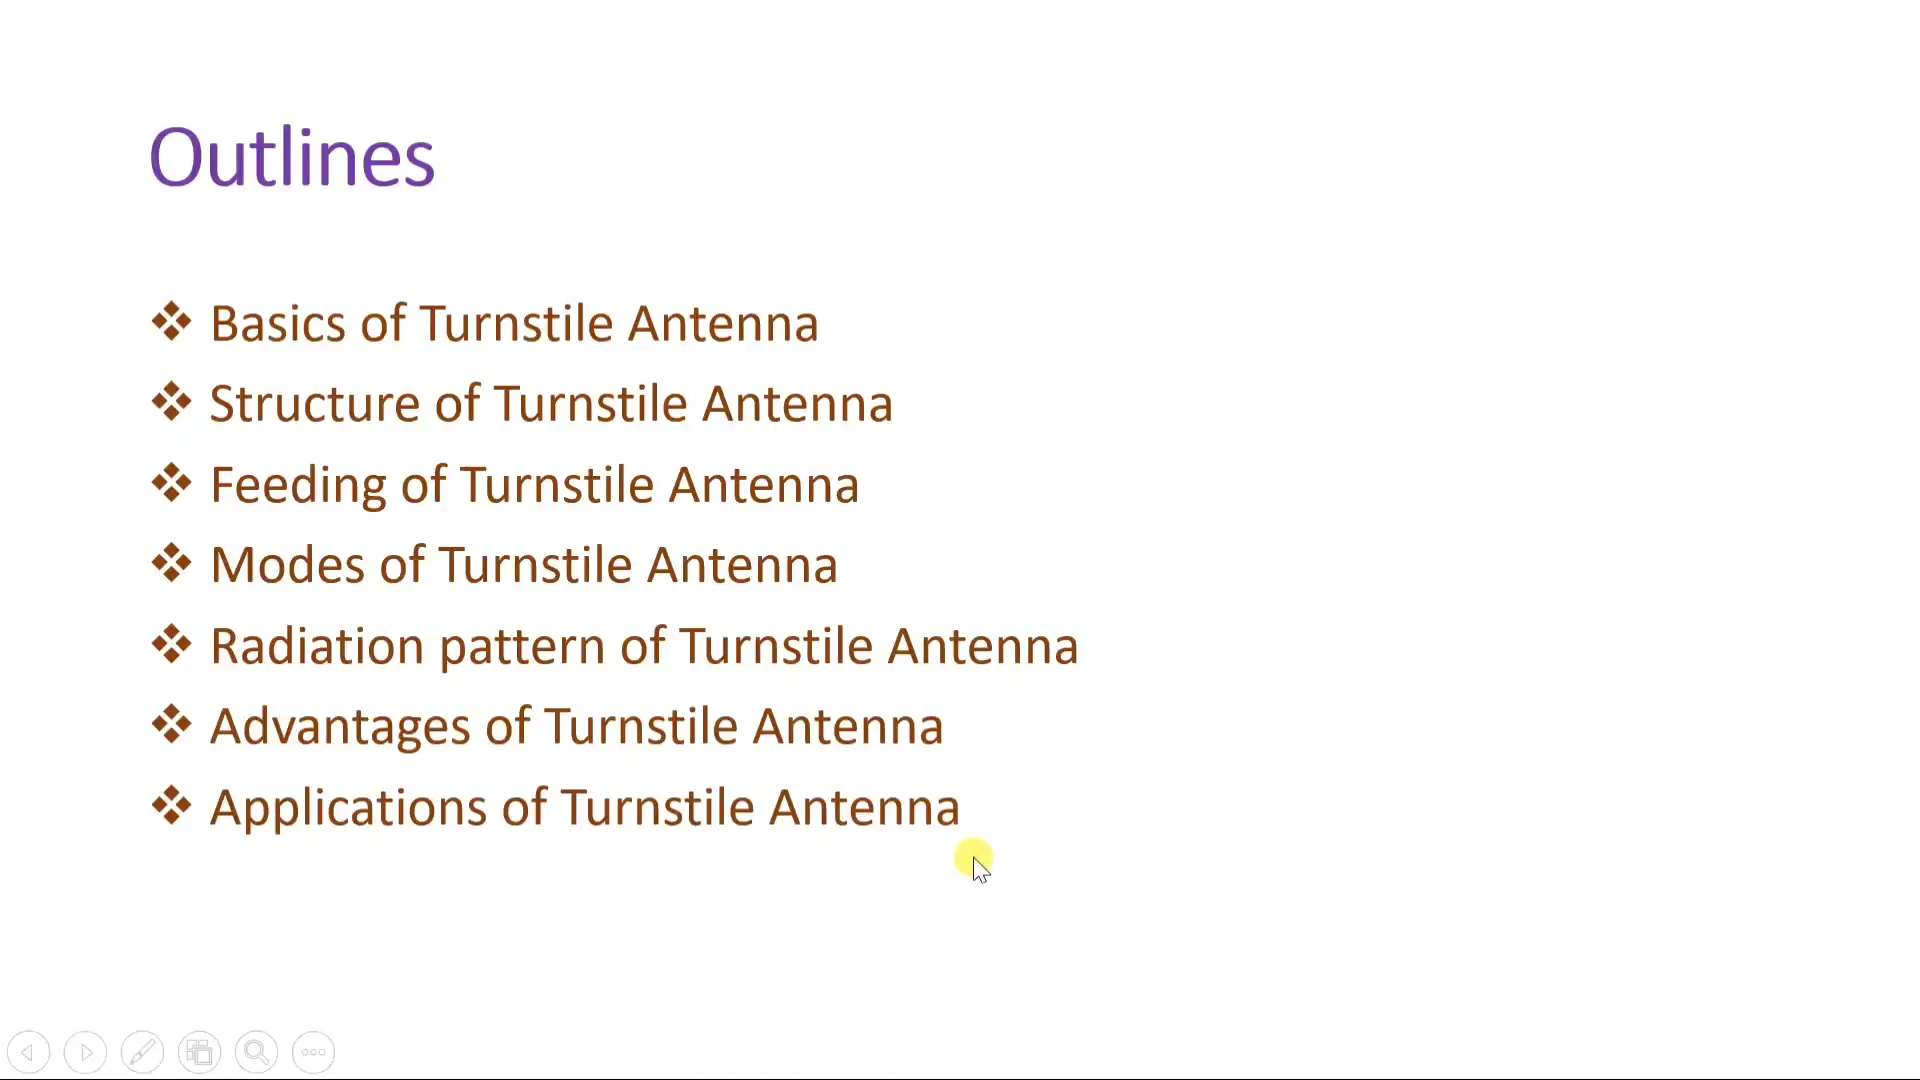 Outlines
❖ Basics of Turnstile Antenna
❖ Structure of Turnstile Antenna
❖ Feeding of Turnstile Antenna
❖ Modes of Turnstile Antenna
❖ Radiation pattern of Turnstile Antenna
❖ Advantages of Turnstile Antenna
❖ Applications of Turnstile Antenna